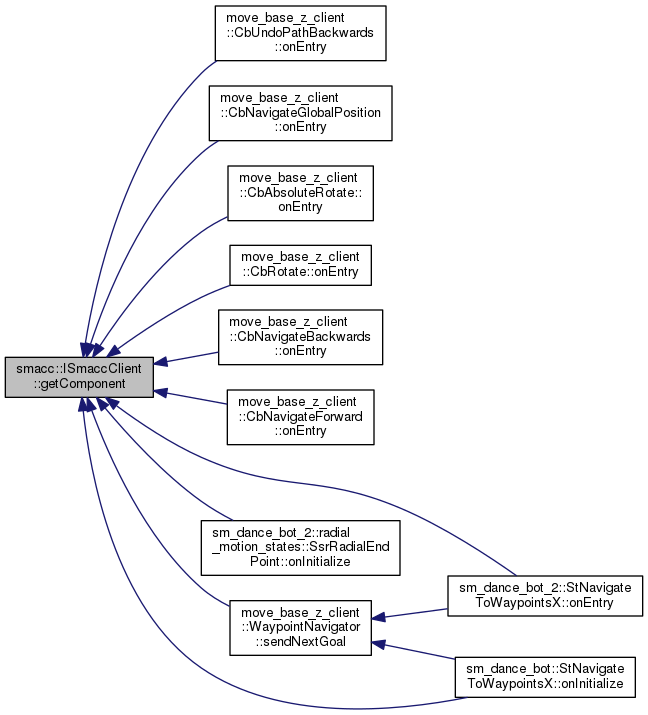 move_base_z_client
::CbUndoPathBackwards
::onEntry
move_base_z_client
::CbNavigateGlobalPosition
::onEntry
move_base_z_client
::CbAbsoluteRotate::
onEntry
move_base_z_client
::CbRotate::onEntry
move_base_z_client
::CbNavigateBackwards
::onEntry
smacc::ISmaccClient
::getComponent
move_base_z_client
::CbNavigateForward
::onEntry
sm_dance_bot_2::radial
_motion_states::SsrRadialEnd
Point::onInitialize
sm_dance_bot_2::StNavigate
ToWaypointsX::onEntry
move_base_z_client
::WaypointNavigator
::sendNextGoal
sm_dance_bot::StNavigate
ToWaypointsX::onInitialize